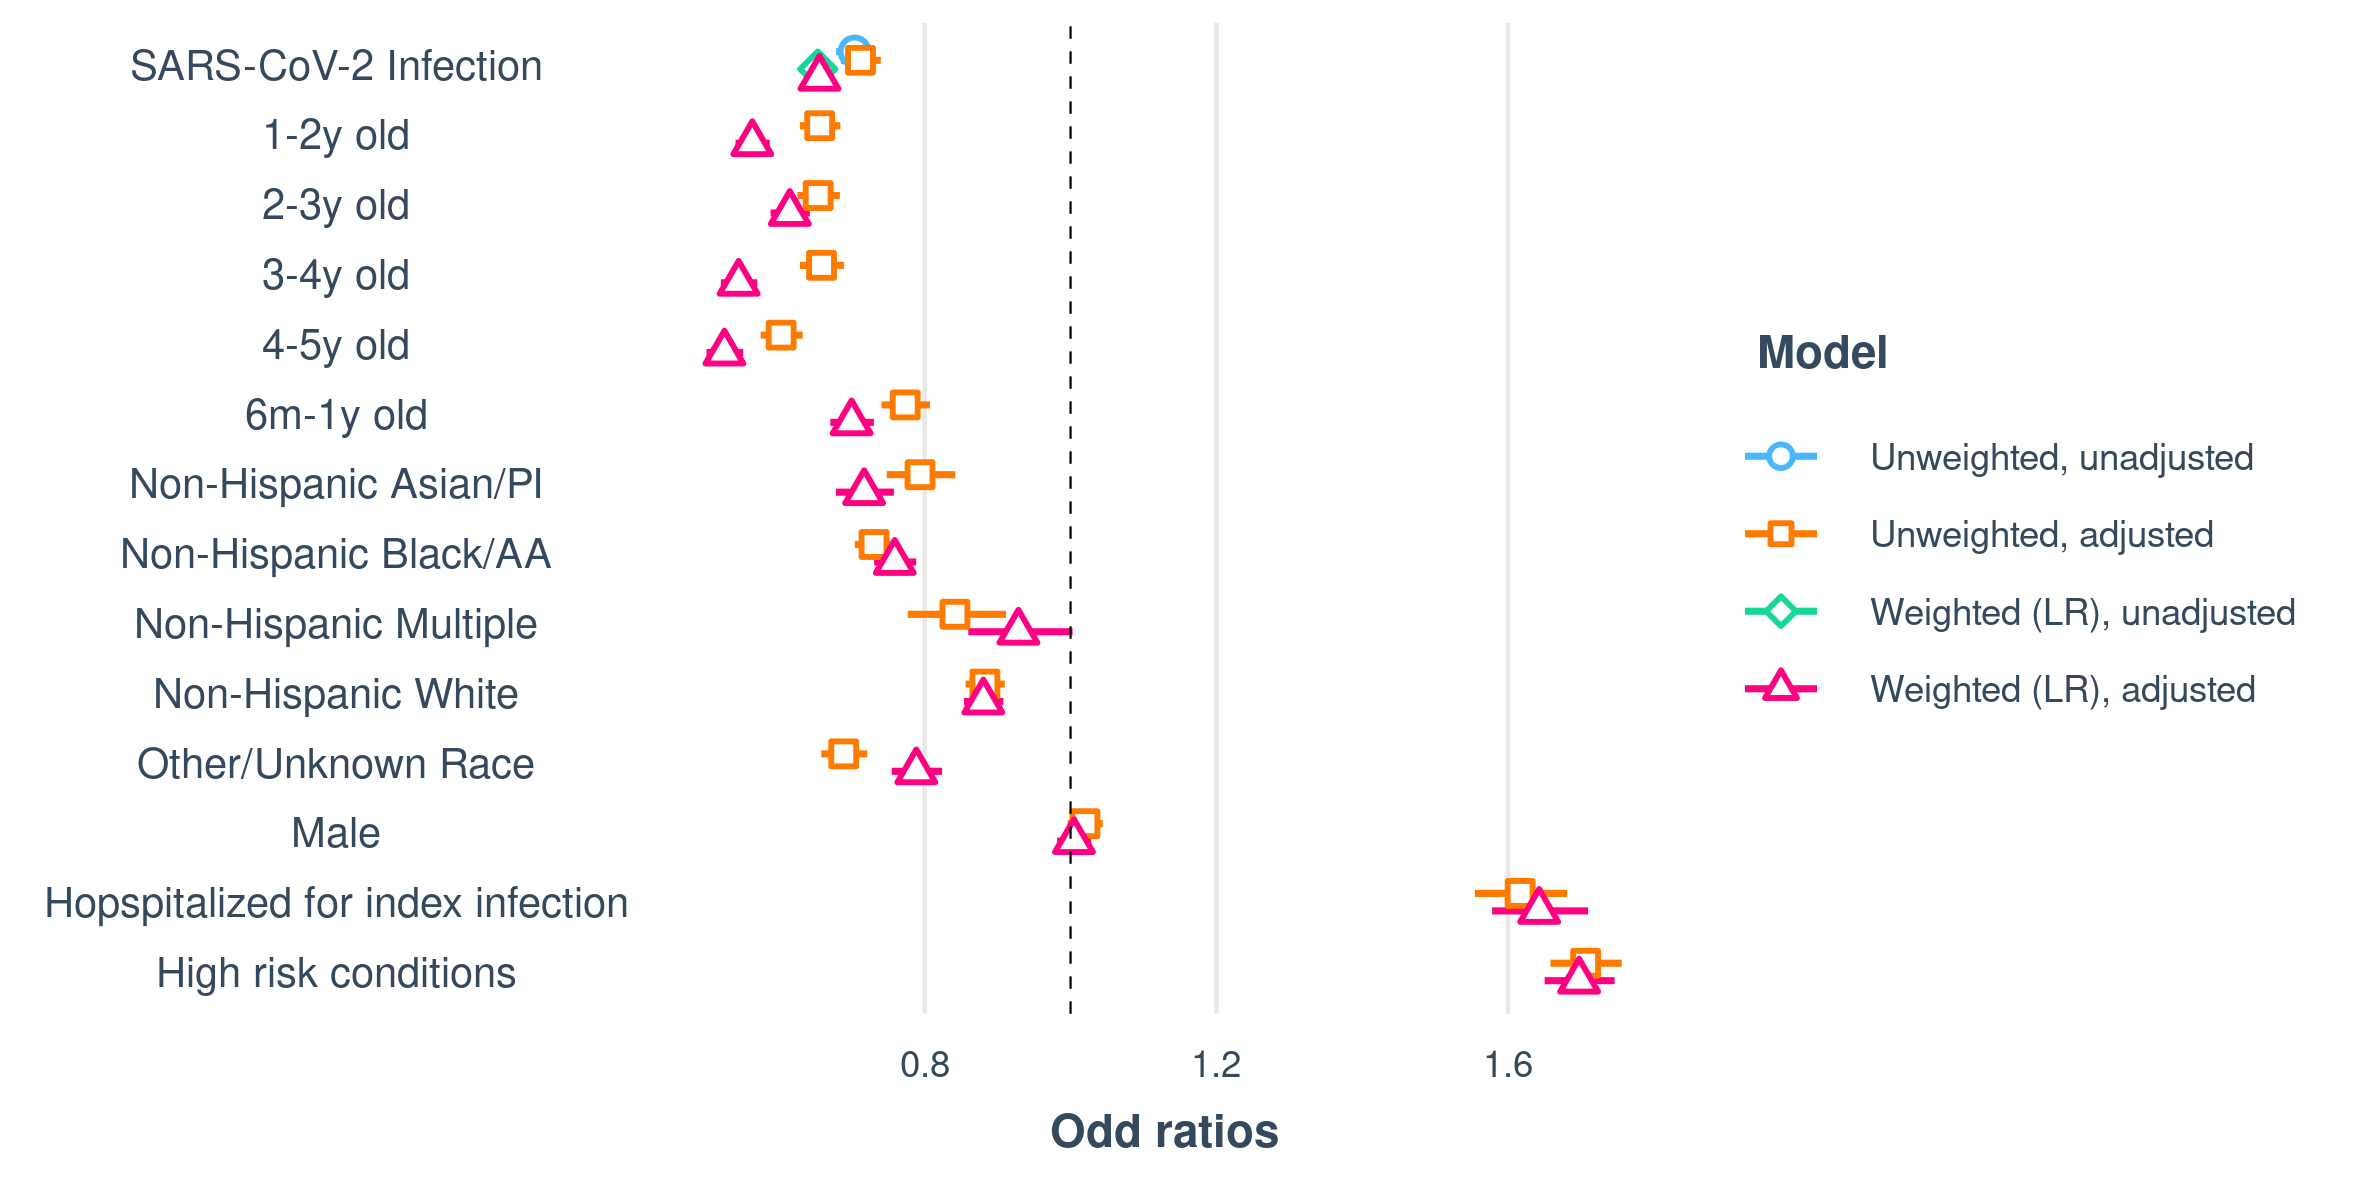 SARS-CoV-2 Infection
1-2y old
2-3y old
3-4y old
4-5y old
6m-1y old
Non-Hispanic Asian/PI
Non-Hispanic Black/AA
Non-Hispanic Multiple
Non-Hispanic White
Other/Unknown Race
Male
Hopspitalized for index infection
High risk conditions
0.8 1.2 1.6
Odd ratios
Model
Unweighted, unadjusted
Unweighted, adjusted
Weighted (LR), unadjusted
Weighted (LR), adjusted